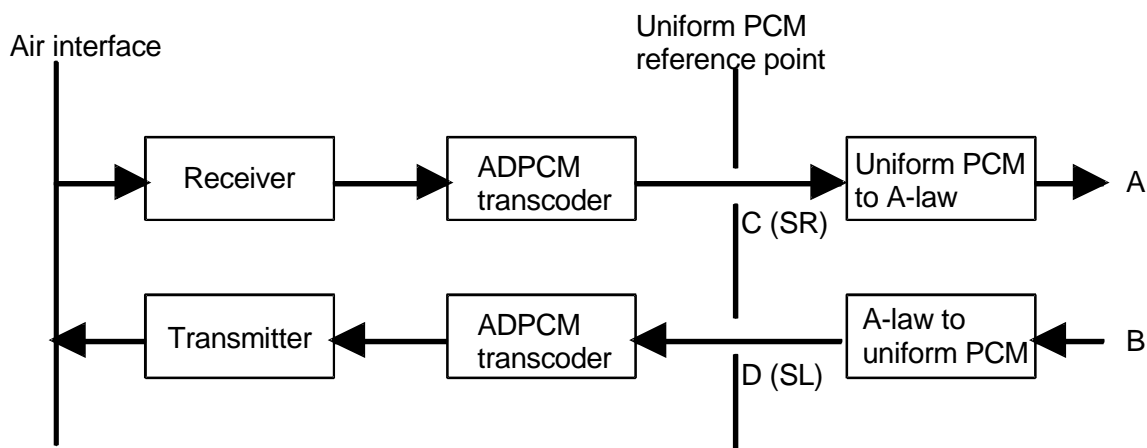 Air interface
Uniform PCM
reference point
Receiver
ADPCM
transcoder
Uniform PCM
to A-law
A
C (SR)
Transmitter
ADPCM
transcoder
A-law to
uniform PCM
B
D (SL)